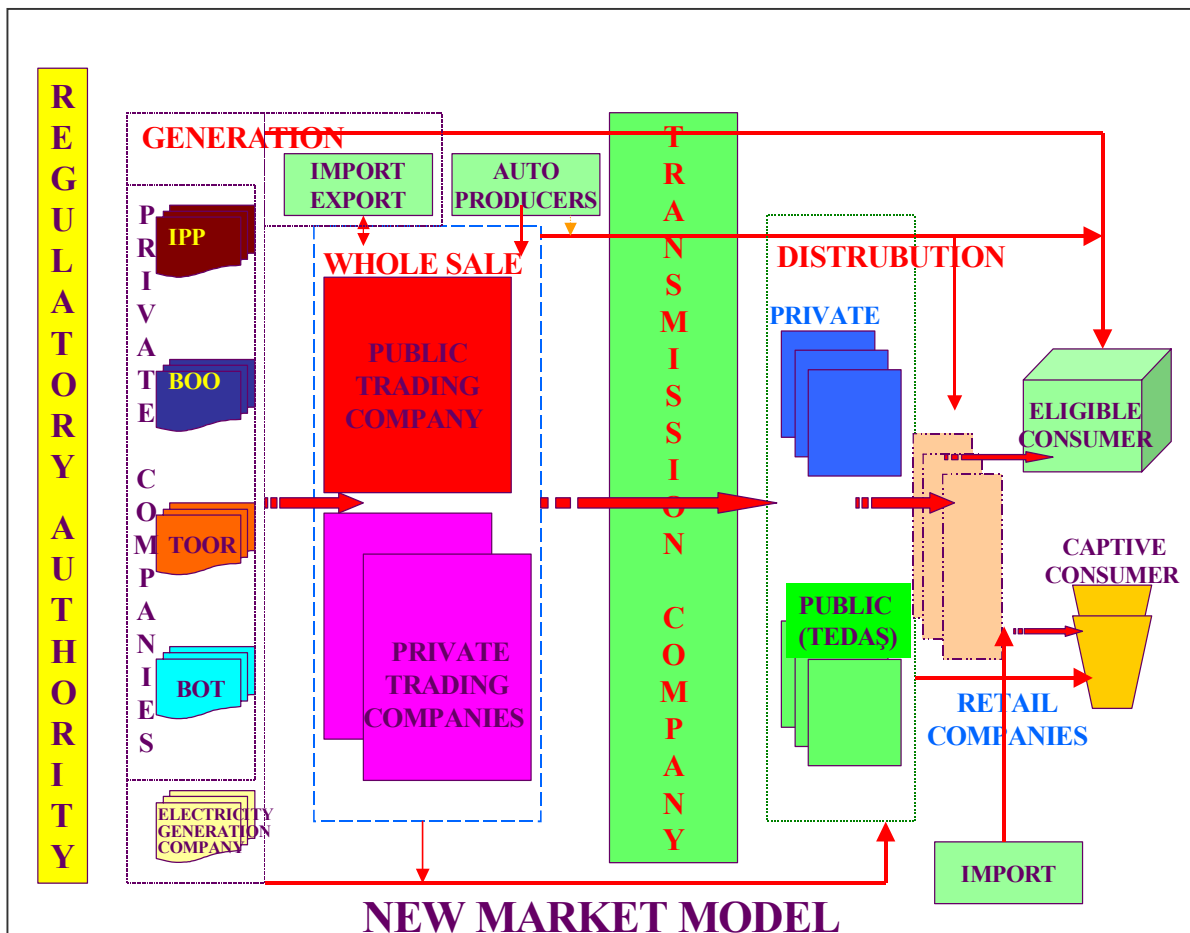 REGULATORY AUTHORITY
GENERATION
PRIVATE COMPANIES
IPP
BOO
TOOR
BOT
ELECTRICITY
GENERATION
COMPANY
IMPORT
EXPORT
AUTO
PRODUCERS
WHOLE SALE
PUBLIC
TRADING
COMPANY
PRIVATE
TRADING
COMPANIES
TRANSMISSION COMPANY
DISTRUBUTION
PRIVATE
PUBLIC
(TEDAŞ)
ELIGIBLE
CONSUMER
CAPTIVE
CONSUMER
RETAIL
COMPANIES
IMPORT
NEW MARKET MODEL